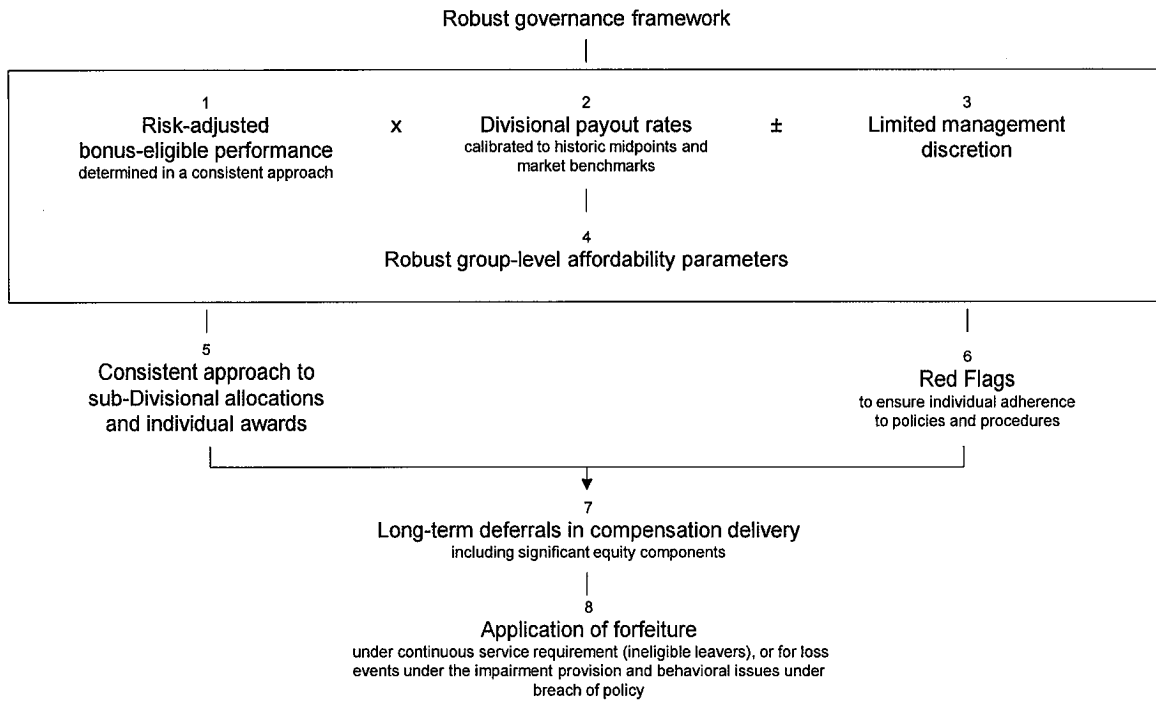 Robust governance framework
1
Risk-adjusted
bonus-eligible performance
determined in a consistent approach
x
2
Divisional payout rates
calibrated to historic midpoints and
market benchmarks
±
3
Limited management
discretion
4
Robust group-level affordability parameters
5
Consistent approach to
sub-Divisional allocations
and individual awards
6
Red Flags
to ensure individual adherence
to policies and procedures
7
Long-term deferrals in compensation delivery
including significant equity components
8
Application of forfeiture
under continuous service requirement (ineligible leavers), or for loss
events under the impairment provision and behavioral issues under
breach of policy